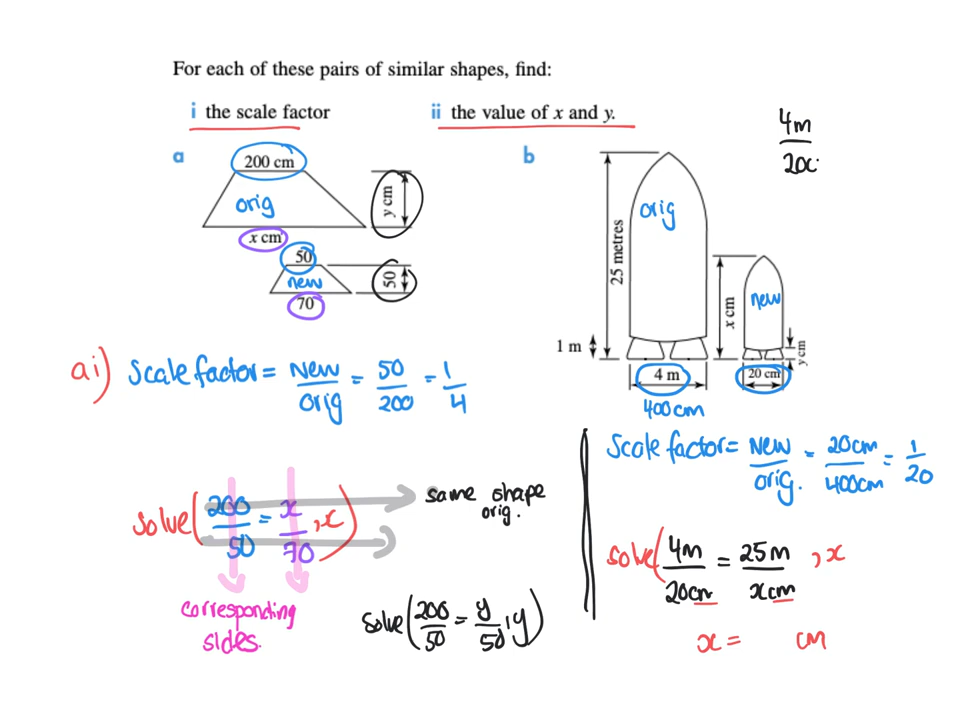 For each of these pairs of similar shapes, find:
i the scale factor
ii the value of x and y.
4m
20c
a
200 cm
orig
y cm
x cm
50
new
50
70
b
orig
25 metres
new
x cm
1 m
y cm
4 m
20 cm
400cm
ai) Scale factor = New/orig = 50/200 = 1/4
Scale factor = New/orig. = 20cm/400cm = 1/20
solve(200/50 = x/70, x)
same shape
orig.
corresponding
sides.
solve(200/50 = y/50, y)
solve(4m/20cm = 25m/xcm , x
x = cm